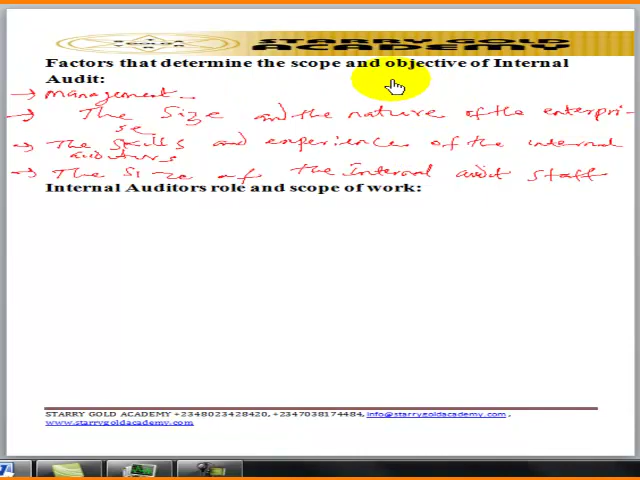 STARRY GOLD
ACADEMY
Factors that determine the scope and objective of Internal
Audit:
→ Management -
→ The Size and the nature of the enterpri-
se
→ The Skills and experience of the internal
auditors
→ The Size of the Internal audit Staff
Internal Auditors role and scope of work:
STARRY GOLD ACADEMY +2348023428420, +2347038174484, info@starrygoldacademy.com ,
www.starrygoldacademy.com